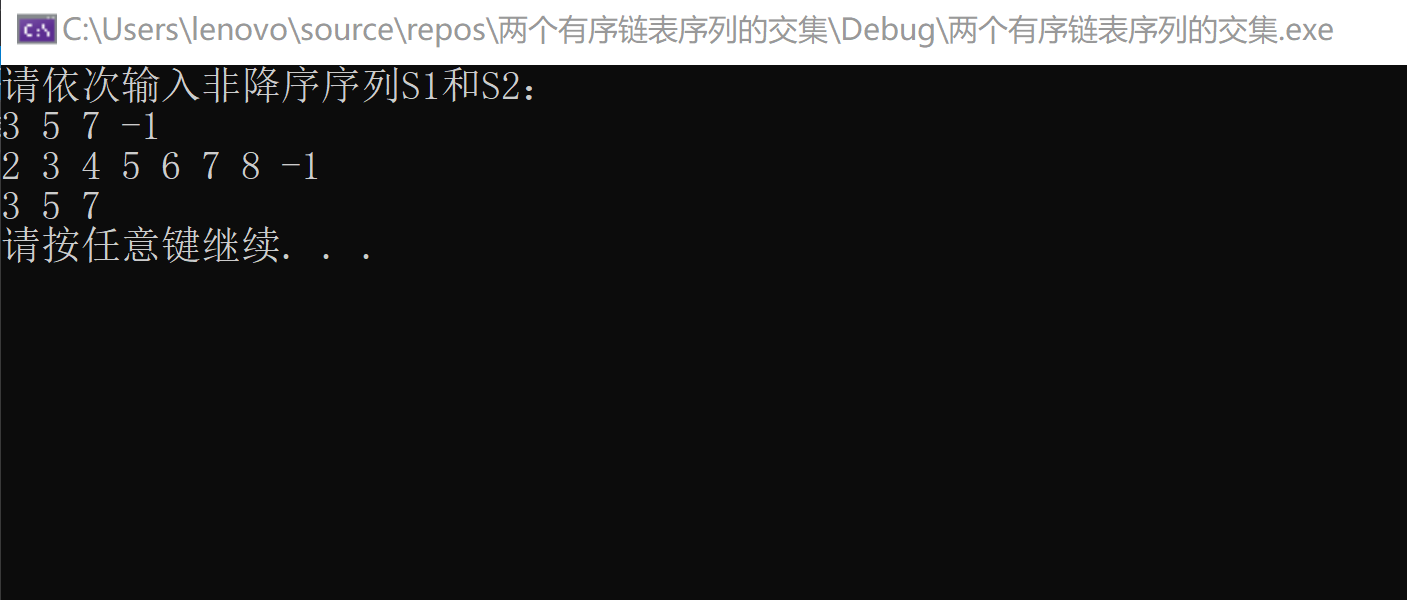 C:\Users\lenovo\source\repos\两个有序链表序列的交集\Debug\两个有序链表序列的交集.exe
请依次输入非降序序列S1和S2:
3 5 7 -1
2 3 4 5 6 7 8 -1
3 5 7
请按任意键继续. . .